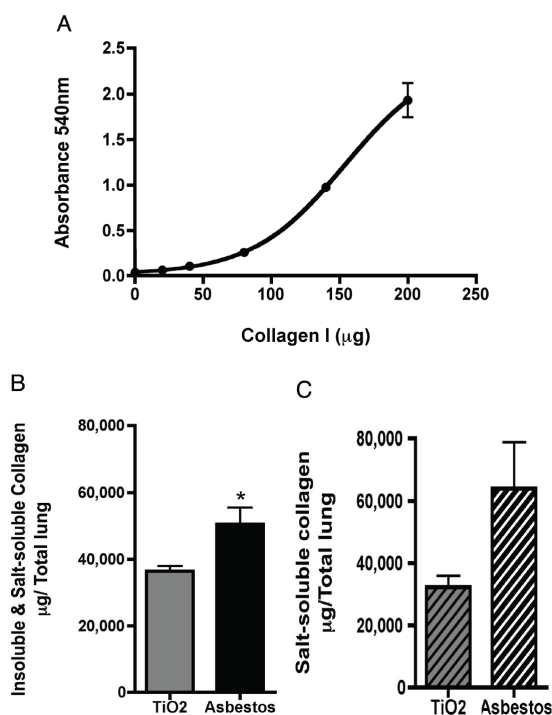 A
2.5
2.0
1.5
1.0
0.5
0.0
Absorbance 540nm
0 50 100 150 200 250
Collagen I (μg)
B
80,000
60,000
40,000
20,000
0
Insoluble & Salt-soluble Collagen
μg/ Total lung
*
TiO2 Asbestos
C
80,000
60,000
40,000
20,000
0
Salt-soluble collagen
μg/Total lung
TiO2 Asbestos